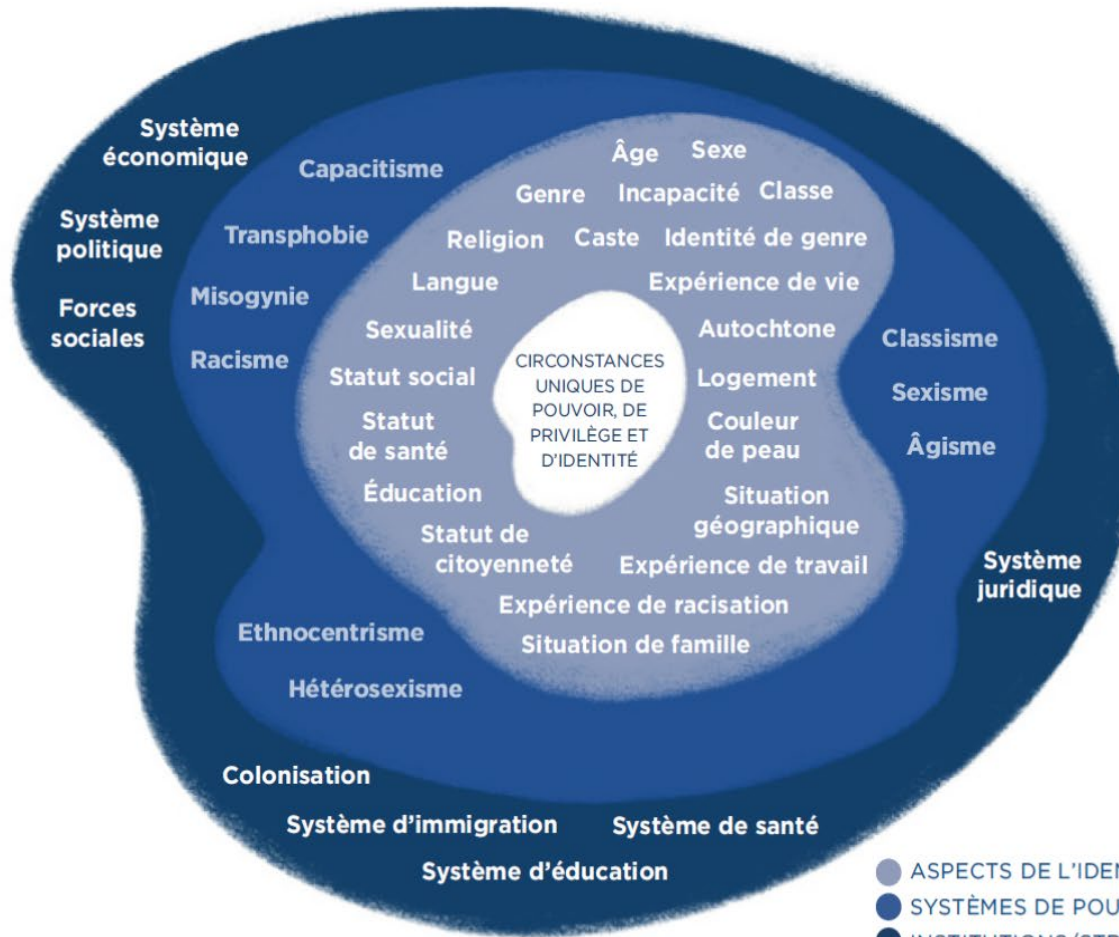 Système
économique
Système
politique
Forces
sociales
Capacitisme
Transphobie
Misogynie
Racisme
Âge Sexe
Genre Incapacité Classe
Religion Caste Identité de genre
Langue Expérience de vie
Sexualité Autochtone
Statut social Logement
Statut
de santé
Couleur
de peau
Éducation
Situation
géographique
Statut de
citoyenneté
Expérience de travail
Expérience de racisation
Situation de famille
CIRCONSTANCES
UNIQUES DE
POUVOIR, DE
PRIVILÈGE ET
D'IDENTITÉ
Classisme
Sexisme
Âgisme
Système
juridique
Ethnocentrisme
Hétérosexisme
Colonisation
Système d'immigration Système de santé
Système d'éducation
ASPECTS DE L'IDEN
SYSTÈMES DE POU